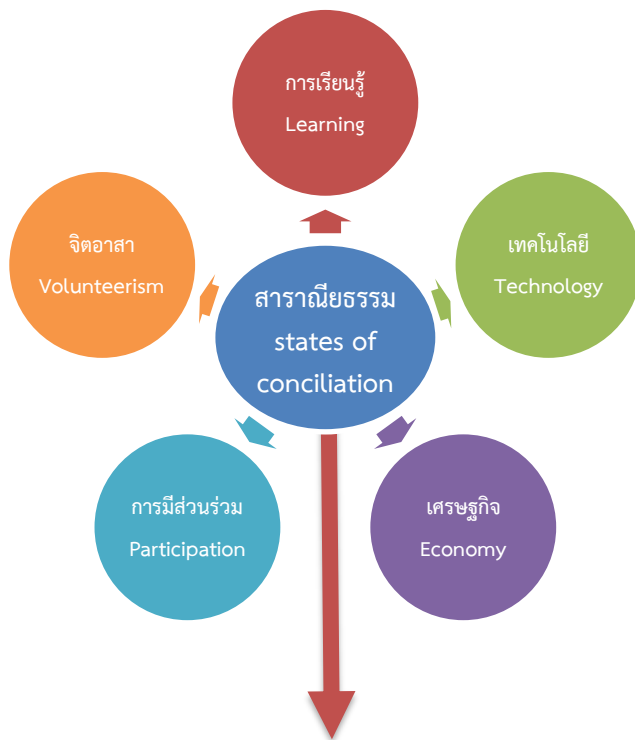 การเรียนรู้
Learning
จิตอาสา
Volunteerism
เทคโนโลยี
Technology
สาราณียธรรม
states of
conciliation
การมีส่วนร่วม
Participation
เศรษฐกิจ
Economy